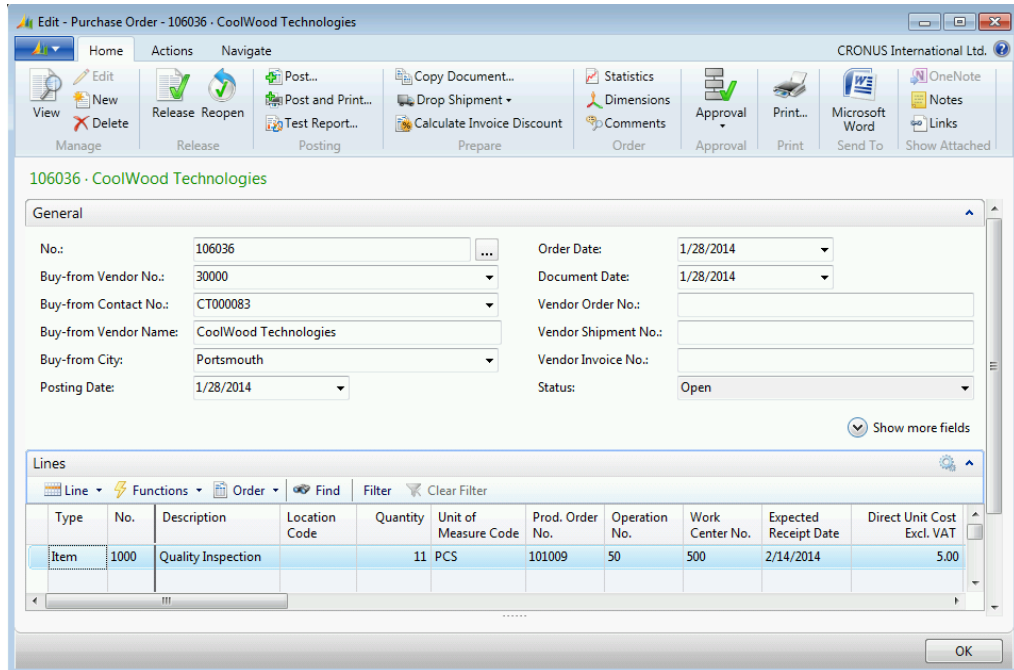 Edit - Purchase Order - 106036 · CoolWood Technologies
Home Actions Navigate CRONUS International Ltd.
View
Edit
New
Delete
Manage
Release Reopen
Release
Post...
Post and Print...
Test Report...
Posting
Copy Document...
Drop Shipment
Calculate Invoice Discount
Prepare
Statistics
Dimensions
Comments
Order
Approval
Approval
Print...
Print
Microsoft
Word
Send To
OneNote
Notes
Links
Show Attached
106036 · CoolWood Technologies
General
No.: 106036 ... Order Date: 1/28/2014
Buy-from Vendor No.: 30000 Document Date: 1/28/2014
Buy-from Contact No.: CT000083 Vendor Order No.:
Buy-from Vendor Name: CoolWood Technologies Vendor Shipment No.:
Buy-from City: Portsmouth Vendor Invoice No.:
Posting Date: 1/28/2014 Status: Open
Show more fields
Lines
Line Functions Order Find Filter Clear Filter
Type No. Description Location Code Quantity Unit of Measure Code Prod. Order No. Operation No. Work Center No. Expected Receipt Date Direct Unit Cost Excl. VAT
Item 1000 Quality Inspection 11 PCS 101009 50 500 2/14/2014 5.00
OK